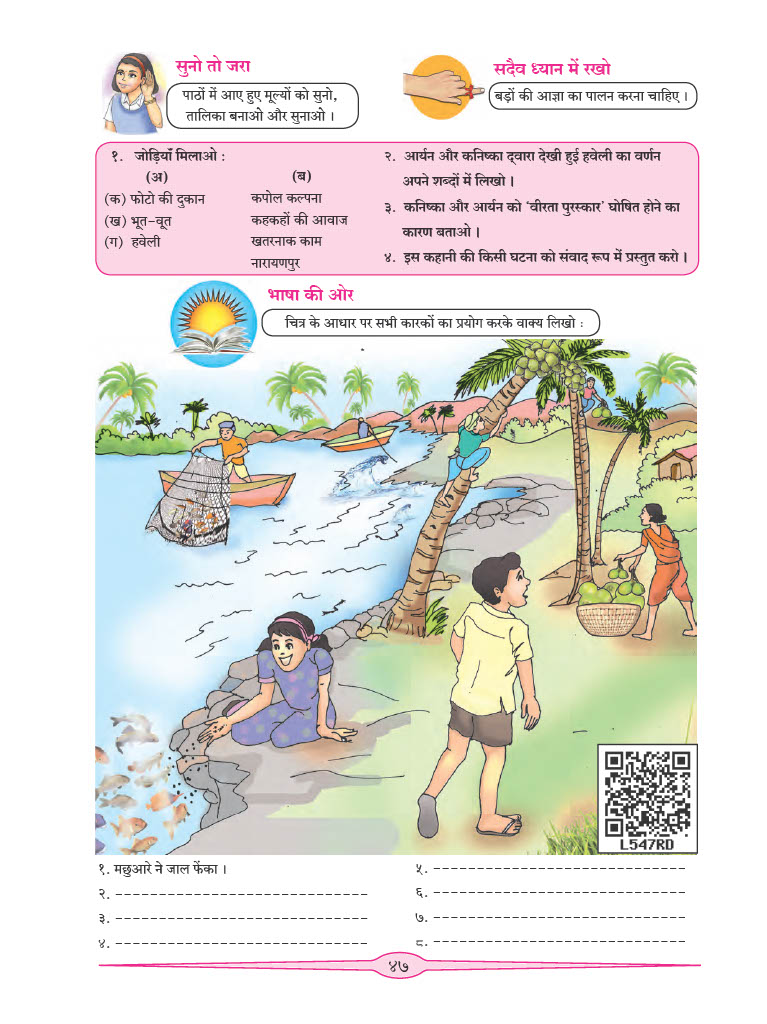 सुनो तो जरा
पाठों में आए हुए मूल्यों को सुनो,
तालिका बनाओ और सुनाओ ।
सदैव ध्यान में रखो
बड़ों की आज्ञा का पालन करना चाहिए ।
१. जोड़ियाँ मिलाओ :
(अ) (ब)
(क) फोटो की दुकान कपोल कल्पना
(ख) भूत-वूत कहकहों की आवाज
(ग) हवेली खतरनाक काम
नारायणपुर
२. आर्यन और कनिष्का द्वारा देखी हुई हवेली का वर्णन
अपने शब्दों में लिखो ।
३. कनिष्का और आर्यन को ‘वीरता पुरस्कार’ घोषित होने का
कारण बताओ ।
४. इस कहानी की किसी घटना को संवाद रूप में प्रस्तुत करो ।
भाषा की ओर
चित्र के आधार पर सभी कारकों का प्रयोग करके वाक्य लिखो :
L547RD
१. मछुआरे ने जाल फेंका ।
२. ------------------------------
३. ------------------------------
४. ------------------------------
५. ------------------------------
६. ------------------------------
७. ------------------------------
८. ------------------------------
४७